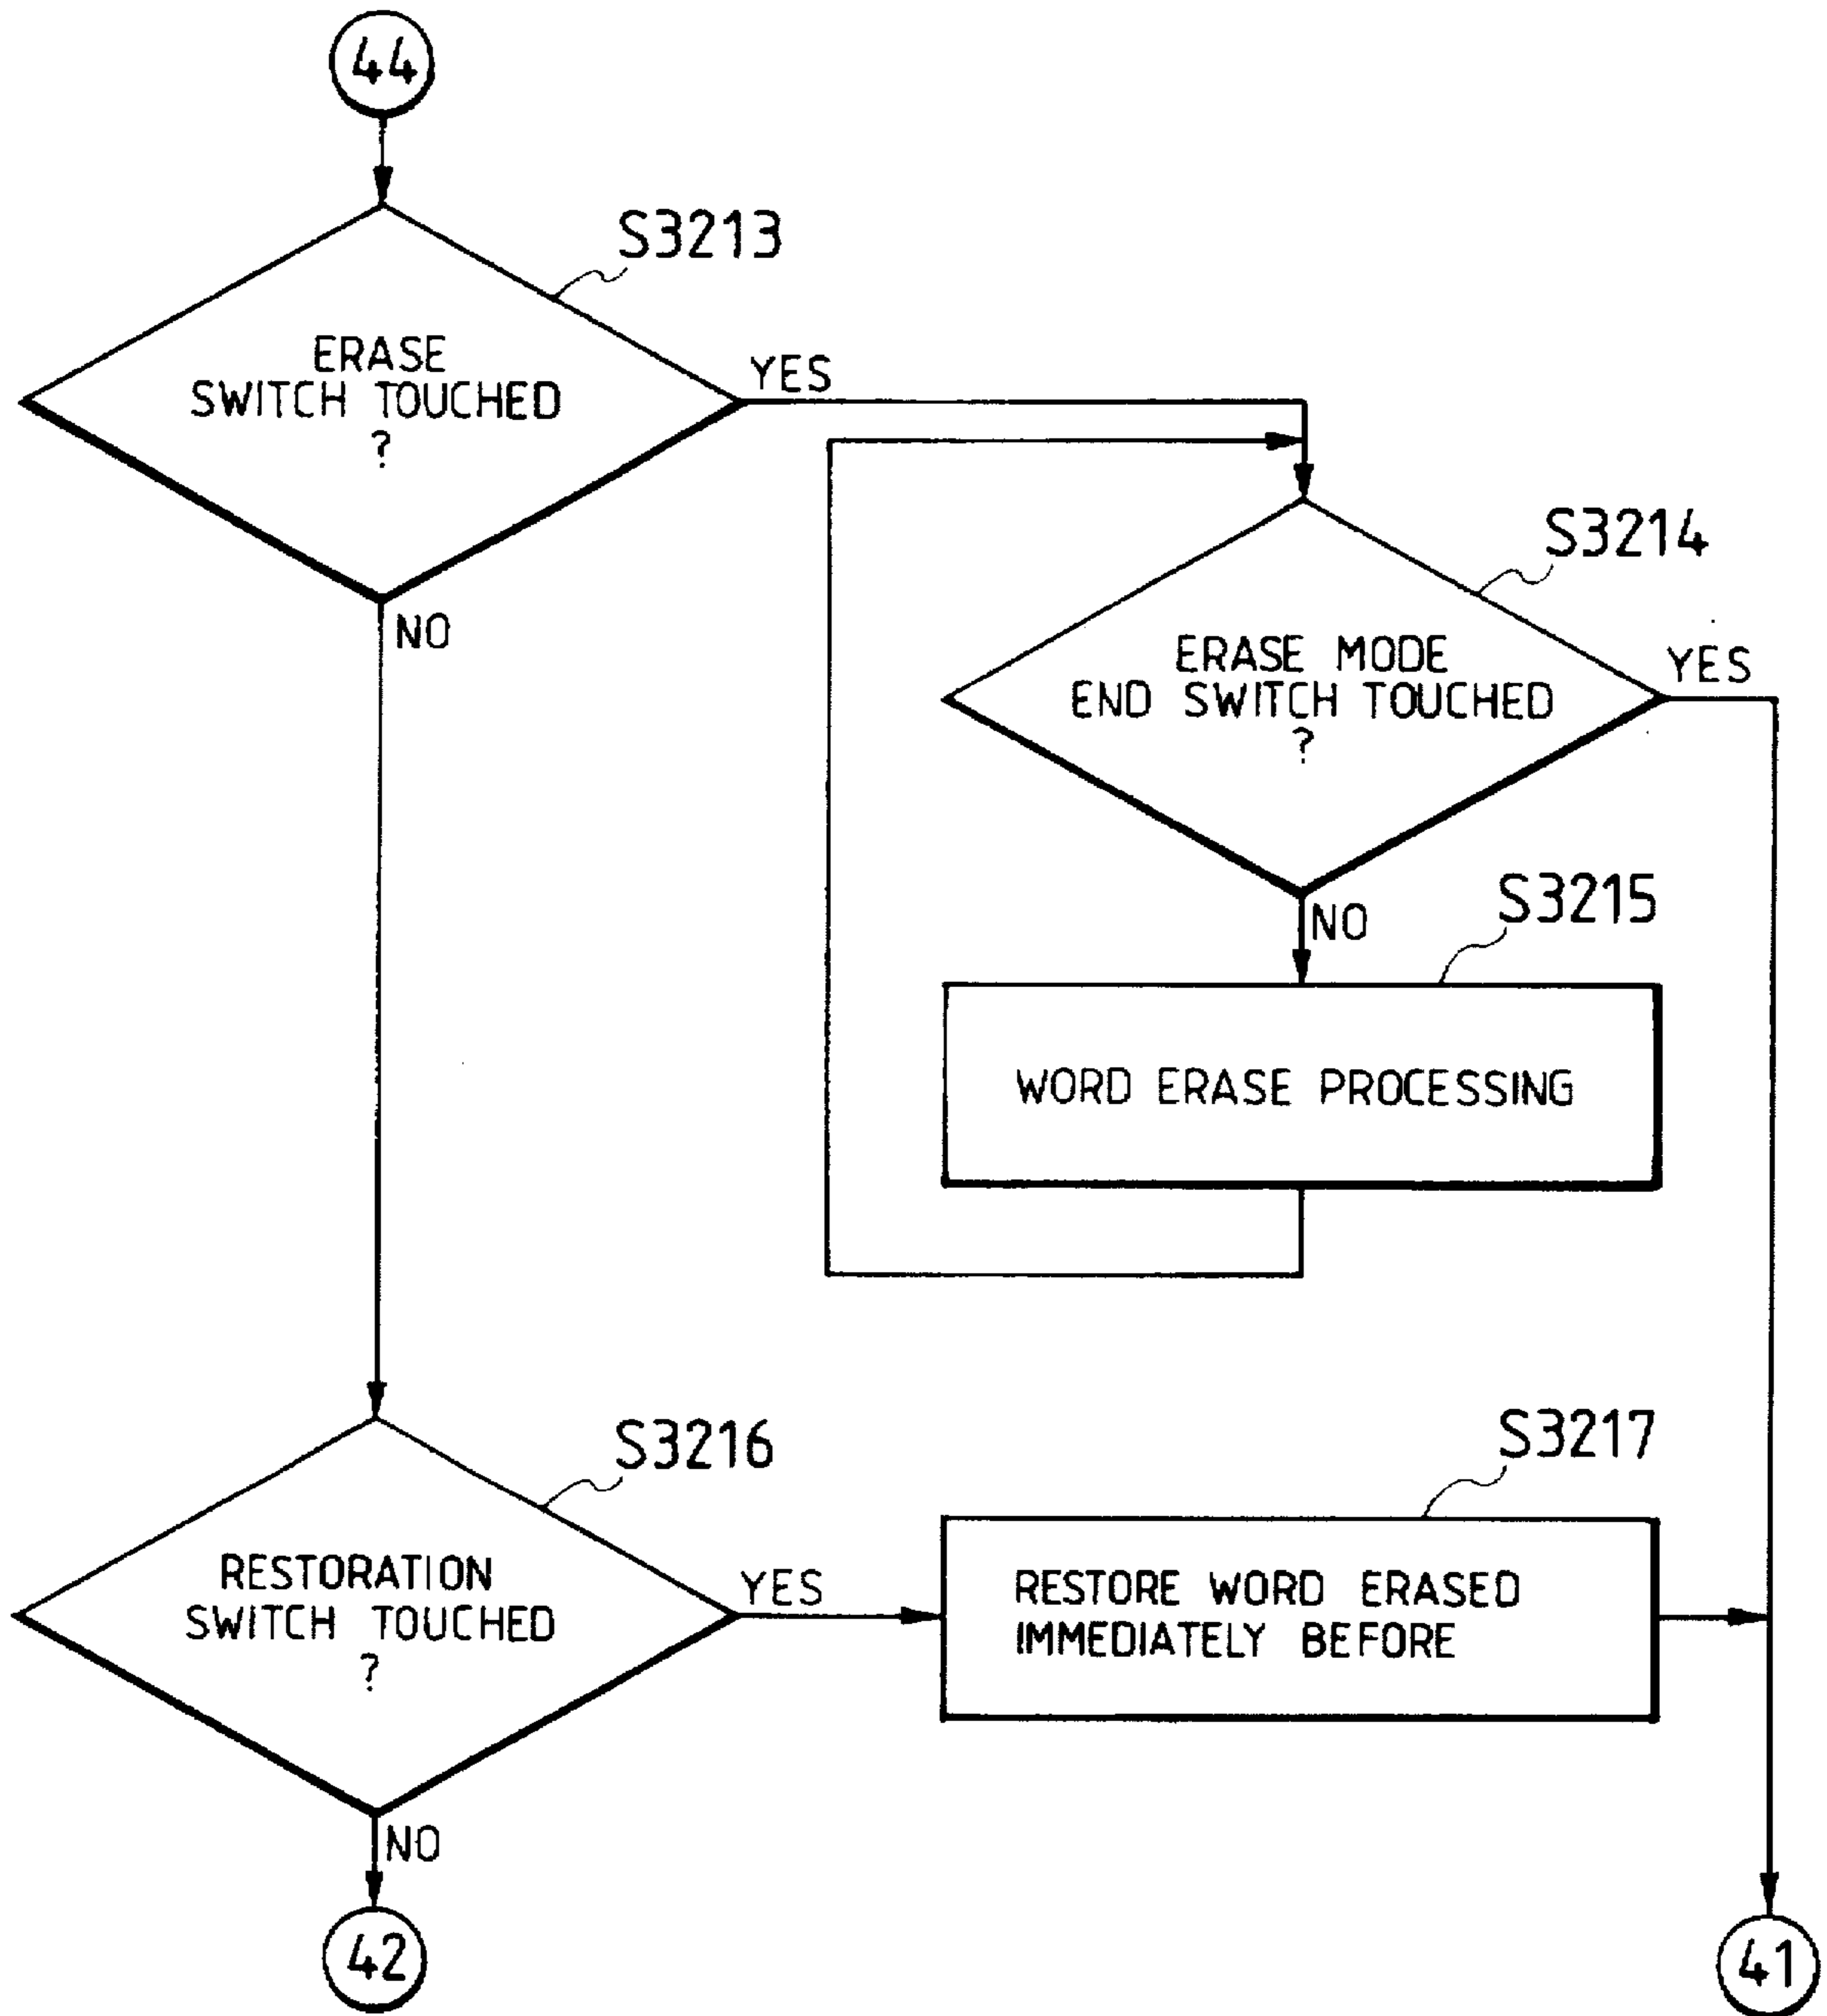 44
S3213
ERASE
SWITCH TOUCHED
?
YES
NO
S3214
ERASE MODE
END SWITCH TOUCHED
?
YES
NO
S3215
WORD ERASE PROCESSING
S3216
RESTORATION
SWITCH TOUCHED
?
YES
NO
S3217
RESTORE WORD ERASED
IMMEDIATELY BEFORE
42
41